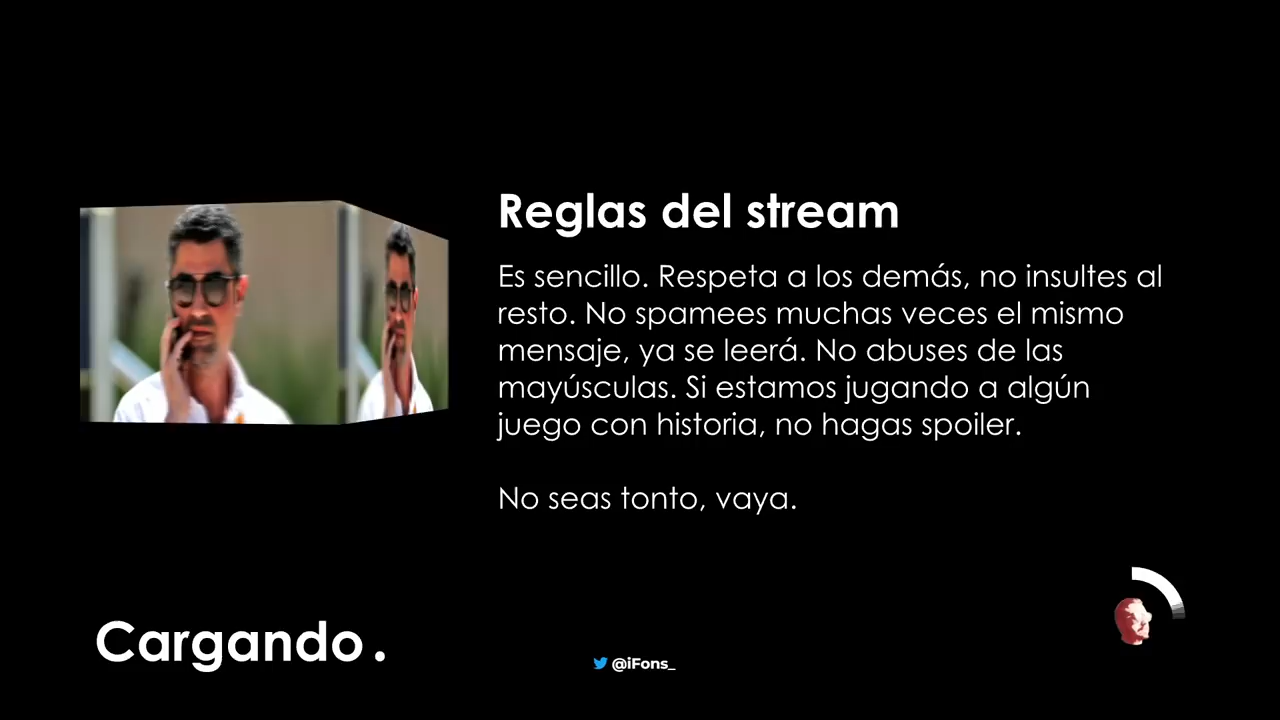 Reglas del stream
Es sencillo. Respeta a los demás, no insultes al
resto. No spamees muchas veces el mismo
mensaje, ya se leerá. No abuses de las
mayúsculas. Si estamos jugando a algún
juego con historia, no hagas spoiler.
No seas tonto, vaya.
Cargando.
@iFons_